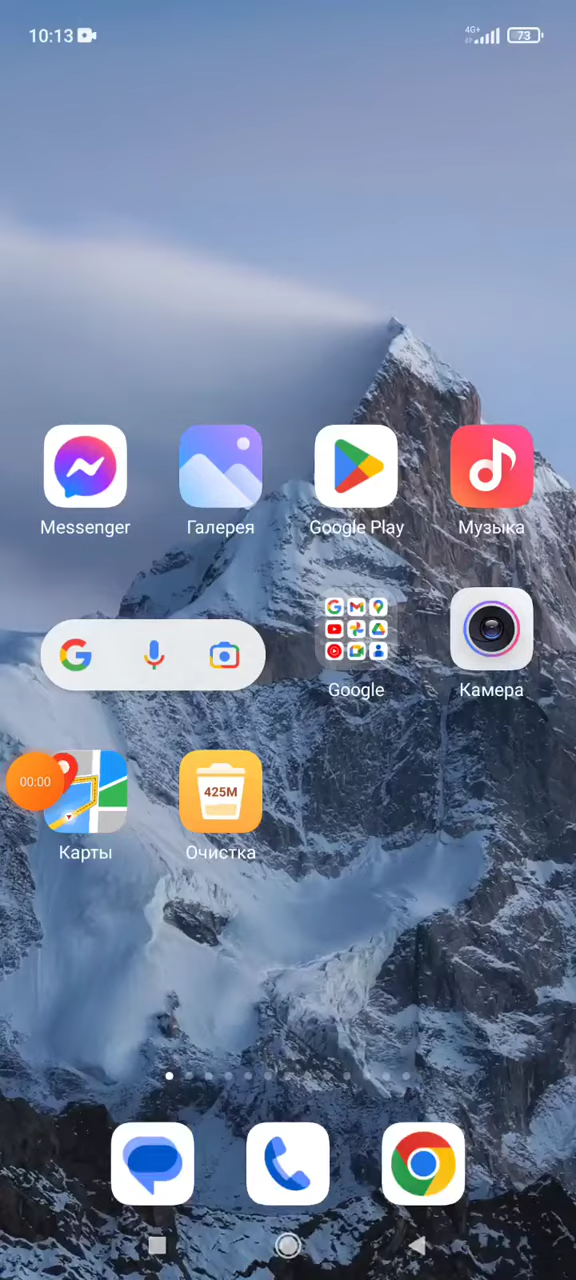 10:13
4G+
73
Messenger
Галерея
Google Play
Музыка
Google
Камера
00:00
425M
Карты
Очистка